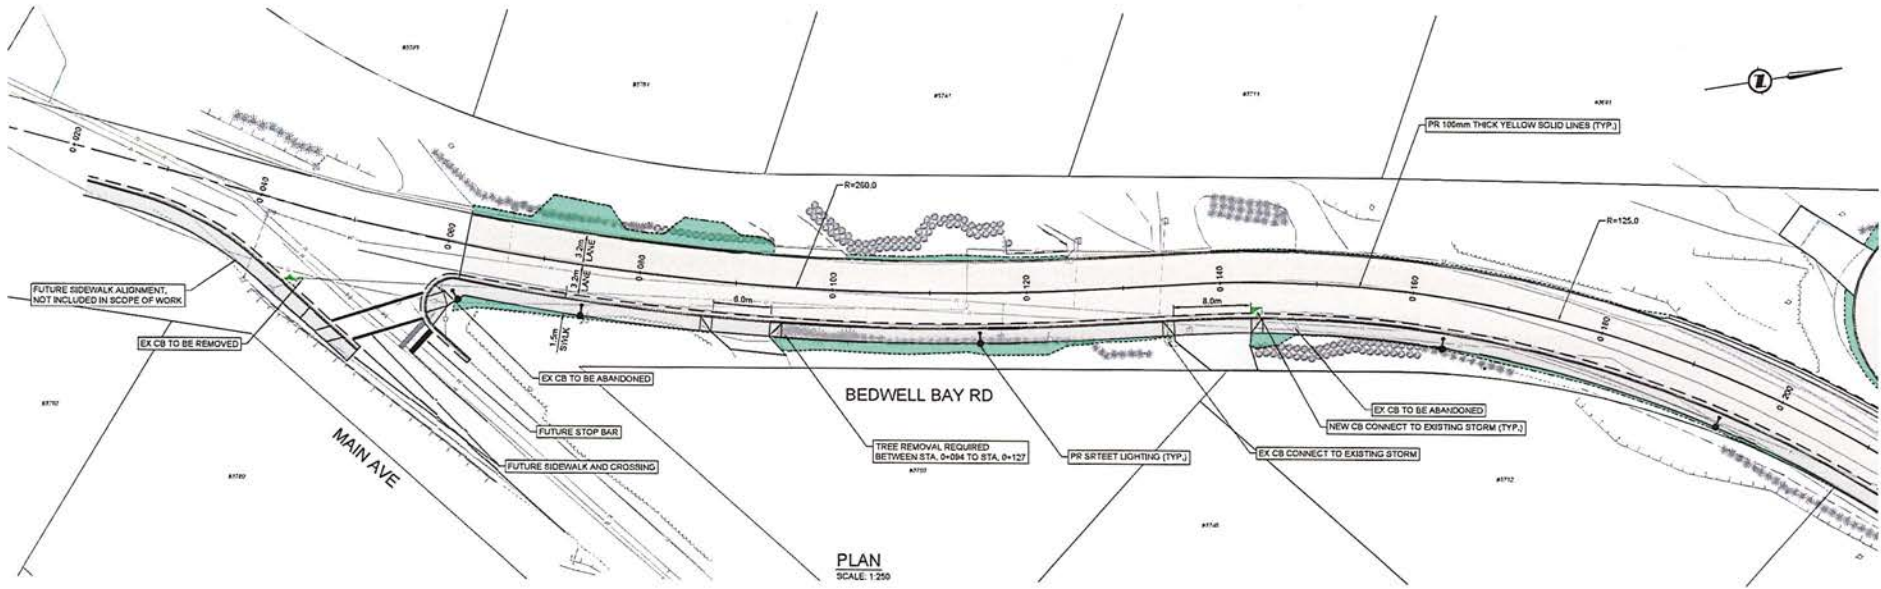 PR 100mm THICK YELLOW SOLID LINES (TYP.)
R=260.0
R=125.0
0+020
0+040
0+060
0+080
0+100
0+120
0+140
0+160
0+180
0+200
3.2m
LANE
3.2m
LANE
1.5m
S/WLK
6.0m
8.0m
FUTURE SIDEWALK ALIGNMENT,
NOT INCLUDED IN SCOPE OF WORK
EX CB TO BE REMOVED
EX CB TO BE ABANDONED
FUTURE STOP BAR
FUTURE SIDEWALK AND CROSSING
MAIN AVE
BEDWELL BAY RD
TREE REMOVAL REQUIRED
BETWEEN STA. 0+094 TO STA. 0+127
PR SRTEET LIGHTING (TYP.)
EX CB TO BE ABANDONED
NEW CB CONNECT TO EXISTING STORM (TYP.)
EX CB CONNECT TO EXISTING STORM
PLAN
SCALE: 1:250